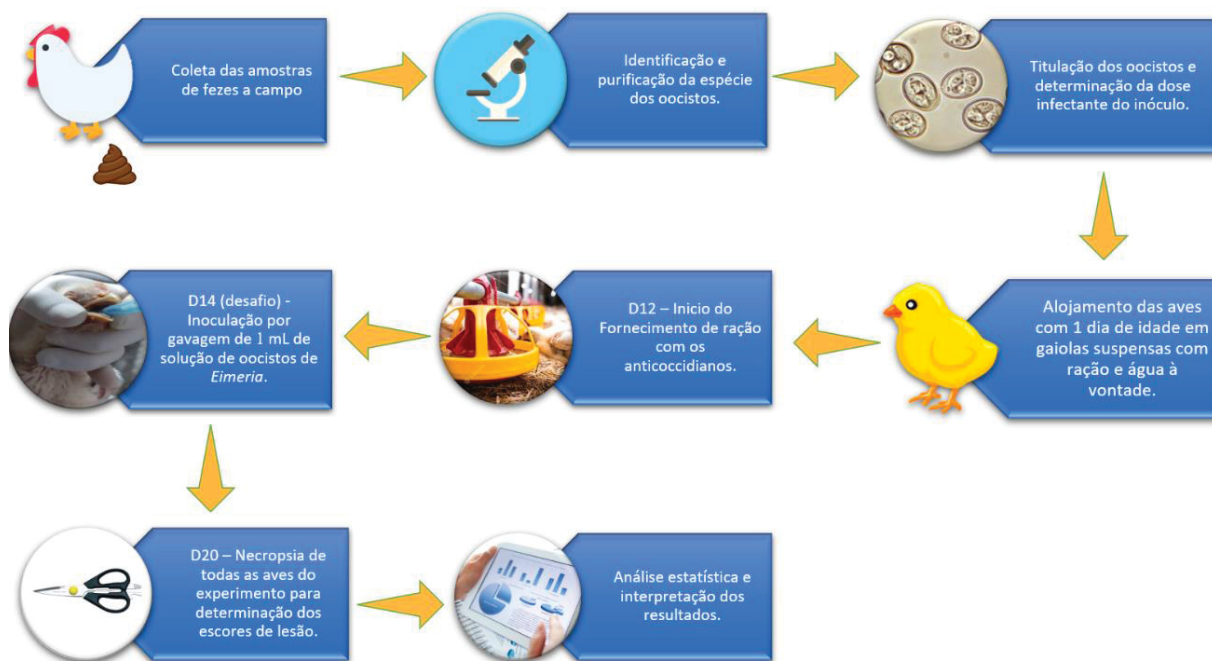 Coleta das amostras
de fezes a campo
Identificação e
purificação da espécie
dos oocistos.
Titulação dos oocistos e
determinação da dose
infectante do inóculo.
Alojamento das aves
com 1 dia de idade em
gaiolas suspensas com
ração e água à
vontade.
D12 – Inicio do
Fornecimento de ração
com os
anticoccidianos.
D14 (desafio) -
Inoculação por
gavagem de 1 mL de
solução de oocistos de
Eimeria.
D20 – Necropsia de
todas as aves do
experimento para
determinação dos
escores de lesão.
Análise estatística e
interpretação dos
resultados.